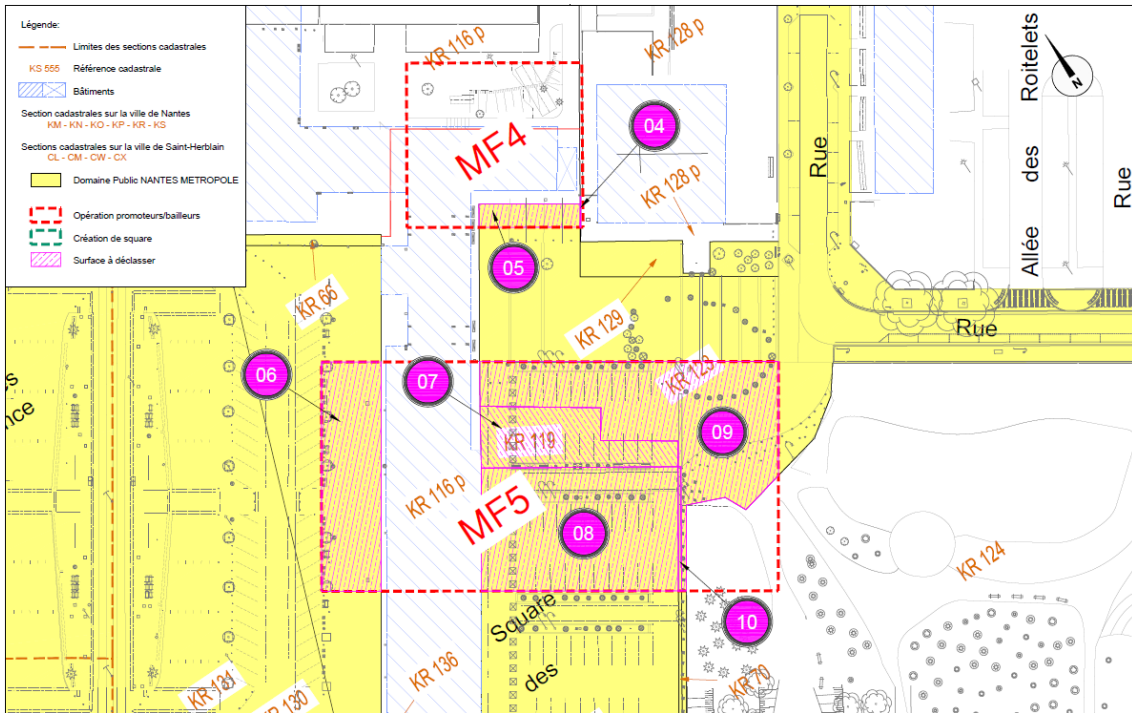 Légende:
Limites des sections cadastrales
KS 555 Référence cadastrale
Bâtiments
Section cadastrales sur la ville de Nantes
KM - KN - KO - KP - KR - KS
Sections cadastrales sur la ville de Saint-Herblain
CL - CM - CW - CX
Domaine Public NANTES METROPOLE
Opération promoteurs/bailleurs
Création de square
Surface à déclasser
KR 116 p
KR 128 p
Roitelets
des
Allée
Rue
Rue
N
MF4
04
KR 128 p
05
KR 66
KR 129
Rue
06
07
KR 123
09
KR 119
KR 116 p
MF5
08
KR 124
10
Square
des
KR 136
KR 70
KR 131
KR 130
es
nce